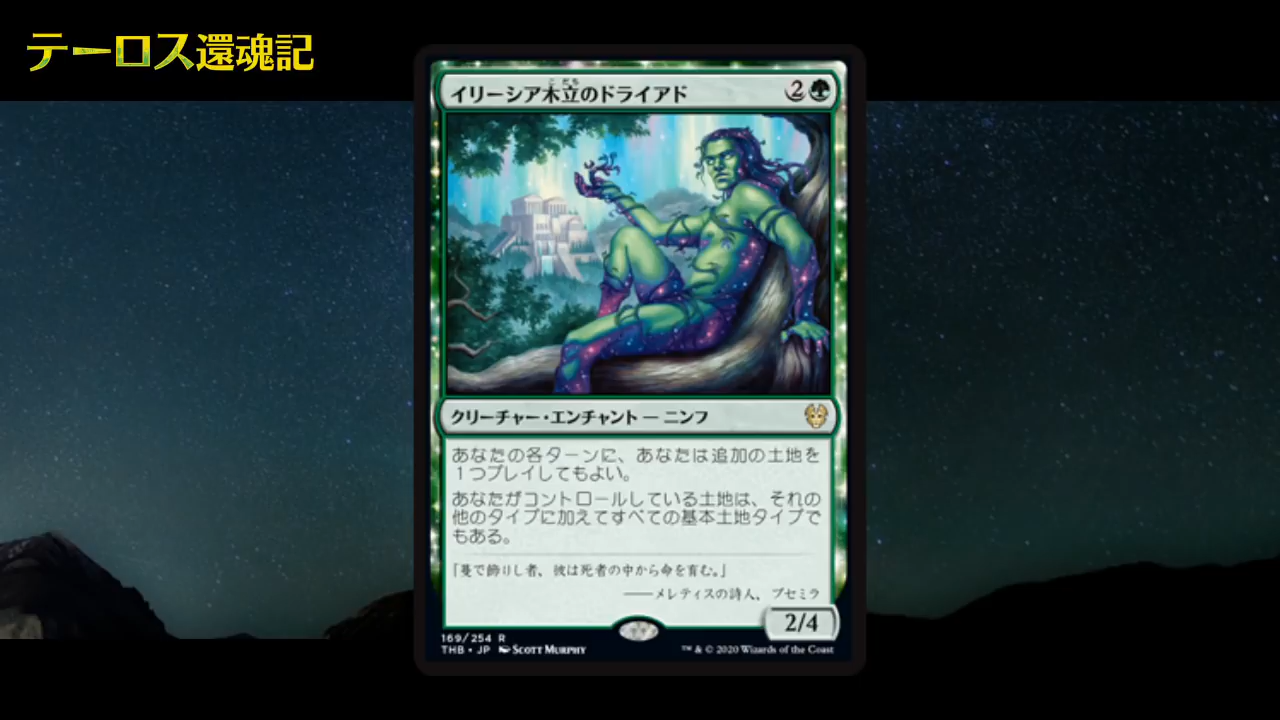 テーロス還魂記
こだち
イリーシア木立のドライアド
2
クリーチャー・エンチャント — ニンフ
あなたの各ターンに、あなたは追加の土地を
１つプレイしてもよい。
あなたがコントロールしている土地は、それの
他のタイプに加えてすべての基本土地タイプで
もある。
「蔓で飾りし者、彼は死者の中から命を育む。」
――メレティスの詩人、プセミラ
2/4
169/254 R
THB • JP SCOTT MURPHY
™ & © 2020 Wizards of the Coast